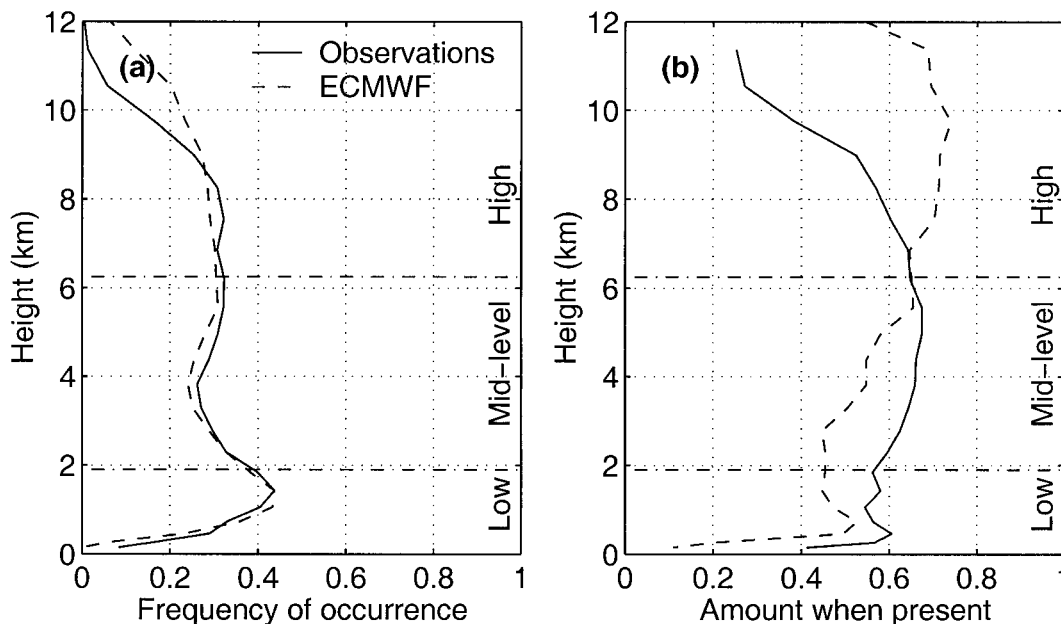 (a)
Observations
ECMWF
12
10
8
6
4
2
0
Height (km)
High
Mid-level
Low
0 0.2 0.4 0.6 0.8 1
Frequency of occurrence
(b)
12
10
8
6
4
2
0
Height (km)
High
Mid-level
Low
0 0.2 0.4 0.6 0.8 1
Amount when present